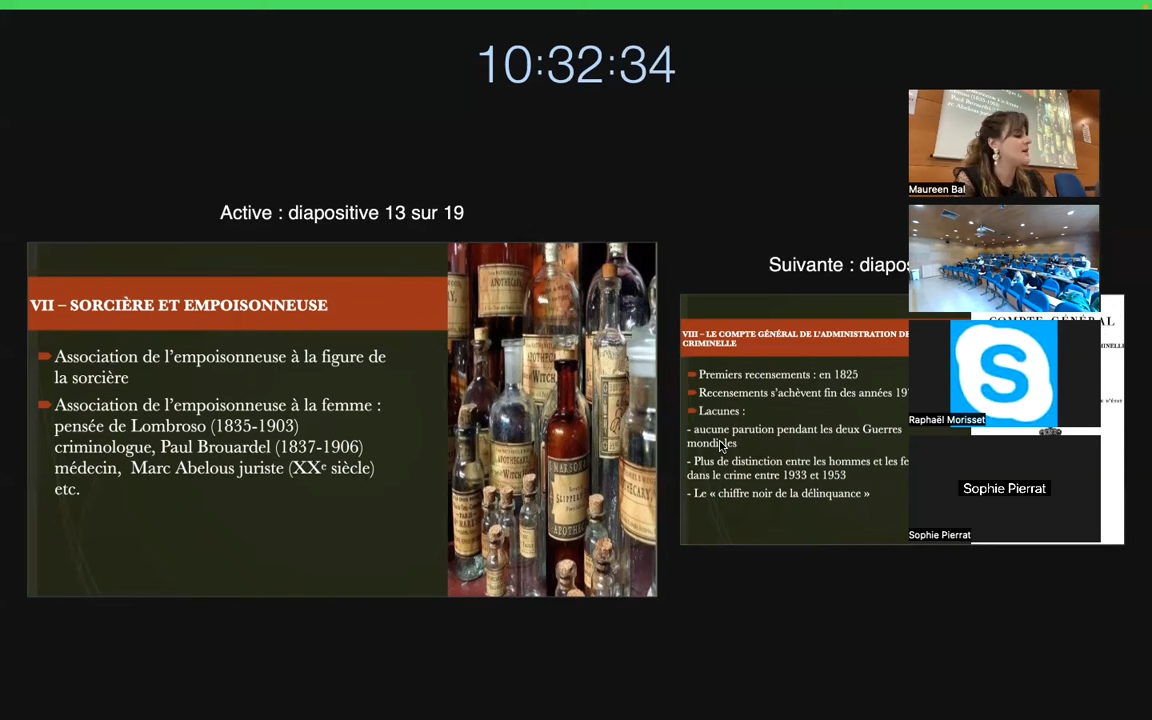 10:32:34
Active : diapositive 13 sur 19
VII – SORCIÈRE ET EMPOISONNEUSE
Association de l'empoisonneuse à la figure de
la sorcière
Association de l'empoisonneuse à la femme :
pensée de Lombroso (1835-1903)
criminologue, Paul Brouardel (1837-1906)
médecin, Marc Abelous juriste (XXe siècle)
etc.
Suivante : diapos
VIII – LE COMPTE GÉNÉRAL DE L'ADMINISTRATION DE
CRIMINELLE
Premiers recensements : en 1825
Recensements s'achèvent fin des années 19
Lacunes :
- aucune parution pendant les deux Guerres
mondiales
- Plus de distinction entre les hommes et les fe
dans le crime entre 1933 et 1953
- Le « chiffre noir de la délinquance »
COMPTE GÉNÉRAL
Maureen Bal
Raphaël Morisset
Sophie Pierrat
Sophie Pierrat